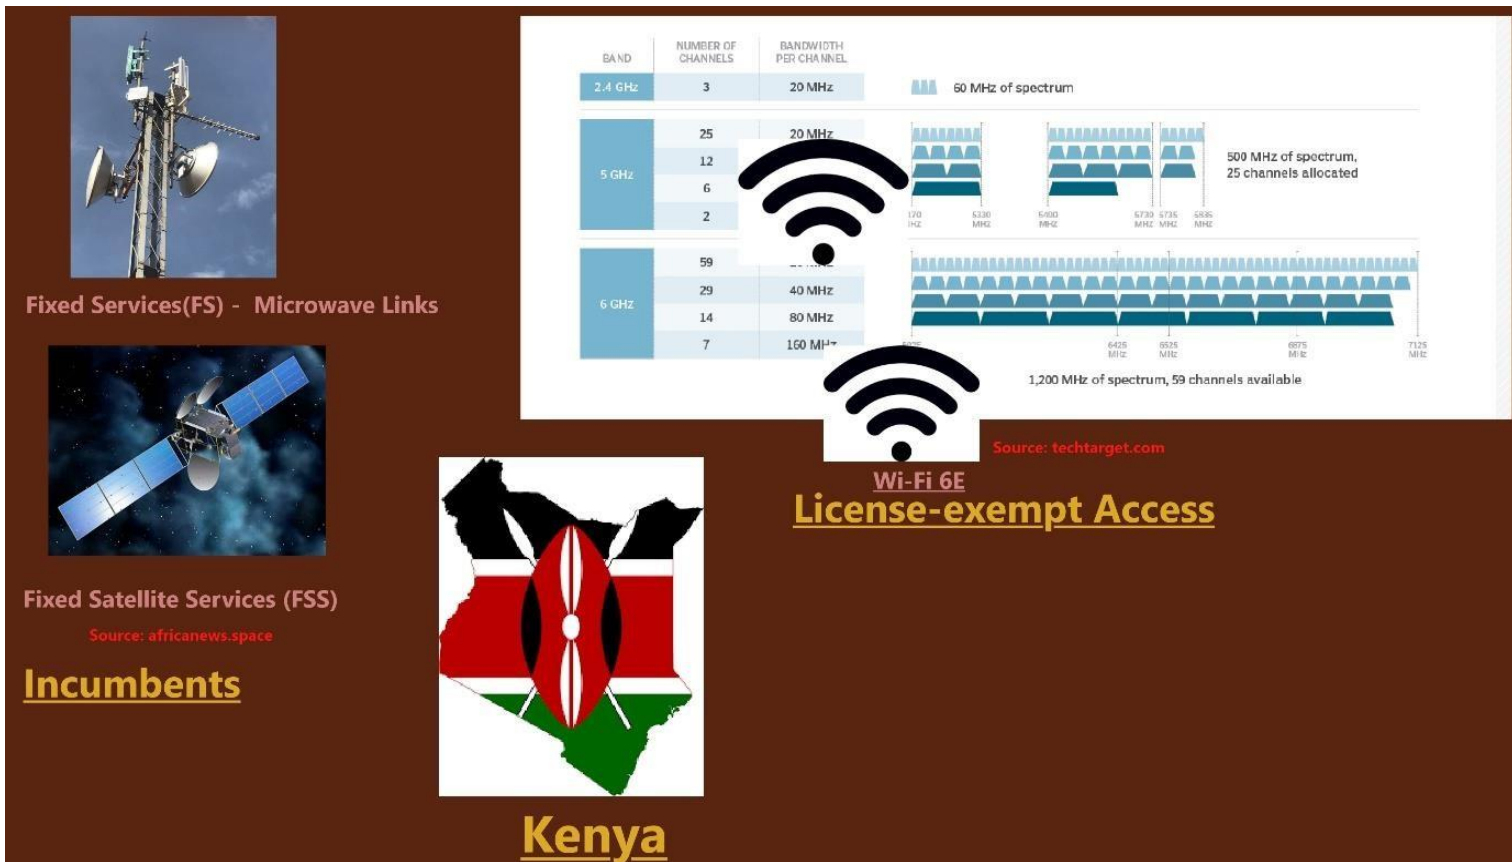 Fixed Services(FS) - Microwave Links
Fixed Satellite Services (FSS)
Source: africanews.space
Incumbents
Kenya
BAND
NUMBER OF
CHANNELS
BANDWIDTH
PER CHANNEL
2.4 GHz
3
20 MHz
60 MHz of spectrum
5 GHz
25
20 MHz
12
6
2
500 MHz of spectrum,
25 channels allocated
5330
MHz
5490
MHz
5730
MHz
5735
MHz
5835
MHz
6 GHz
59
29
40 MHz
14
80 MHz
7
160 MHz
6425
MHz
6525
MHz
6875
MHz
7125
MHz
1,200 MHz of spectrum, 59 channels available
Source: techtarget.com
Wi-Fi 6E
License-exempt Access